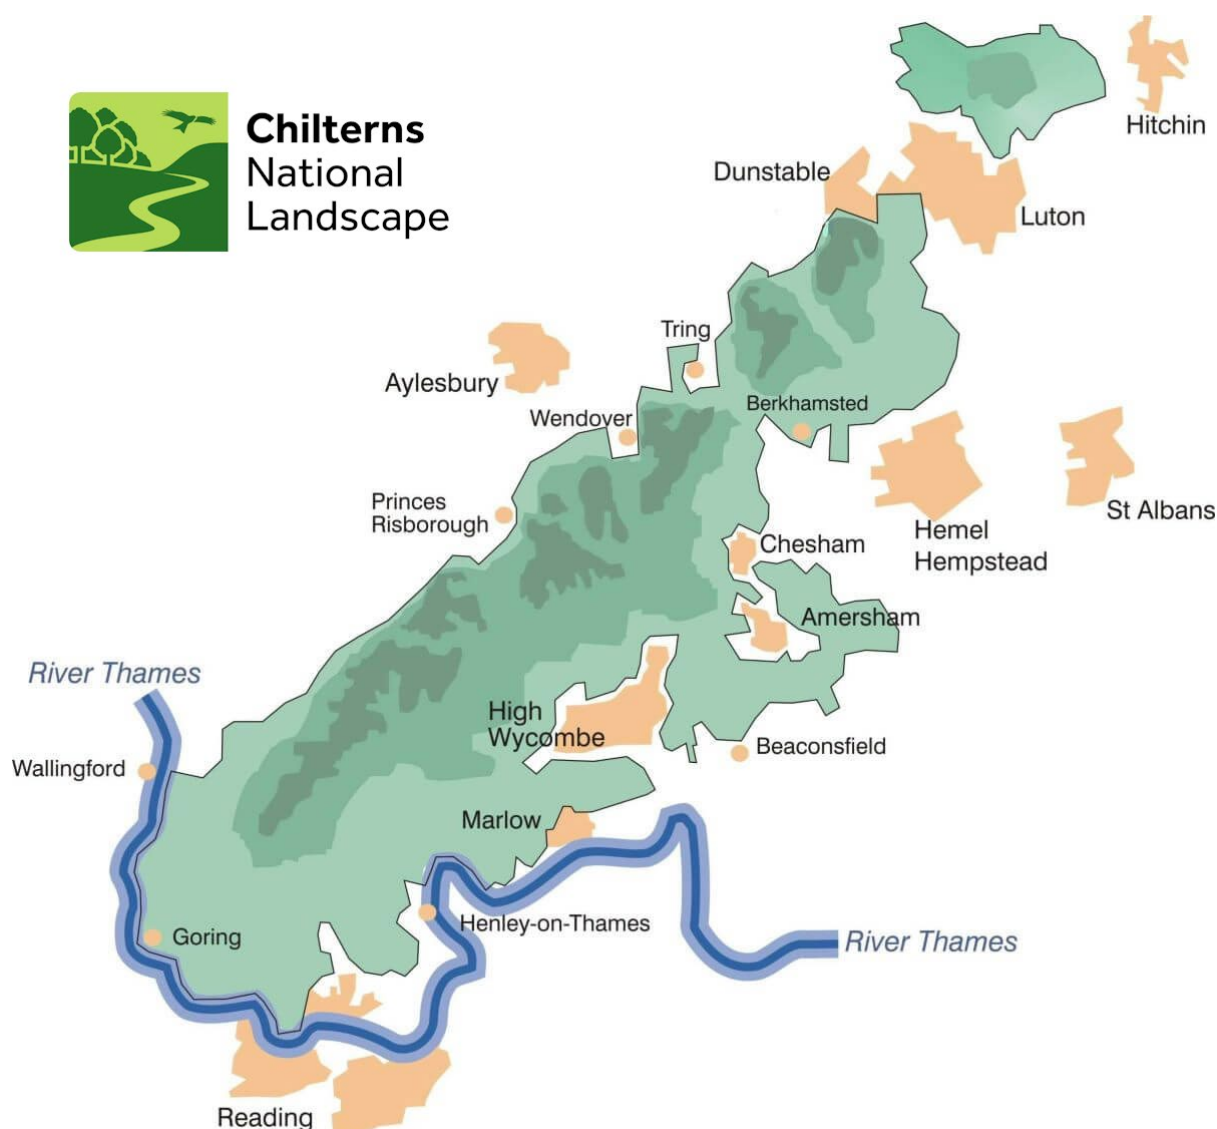 Chilterns
National
Landscape
Hitchin
Dunstable
Luton
Tring
Aylesbury
Berkhamsted
Wendover
Princes
Risborough
St Albans
Hemel
Hempstead
Chesham
Amersham
River Thames
High
Wycombe
Beaconsfield
Wallingford
Marlow
Henley-on-Thames
Goring
River Thames
Reading